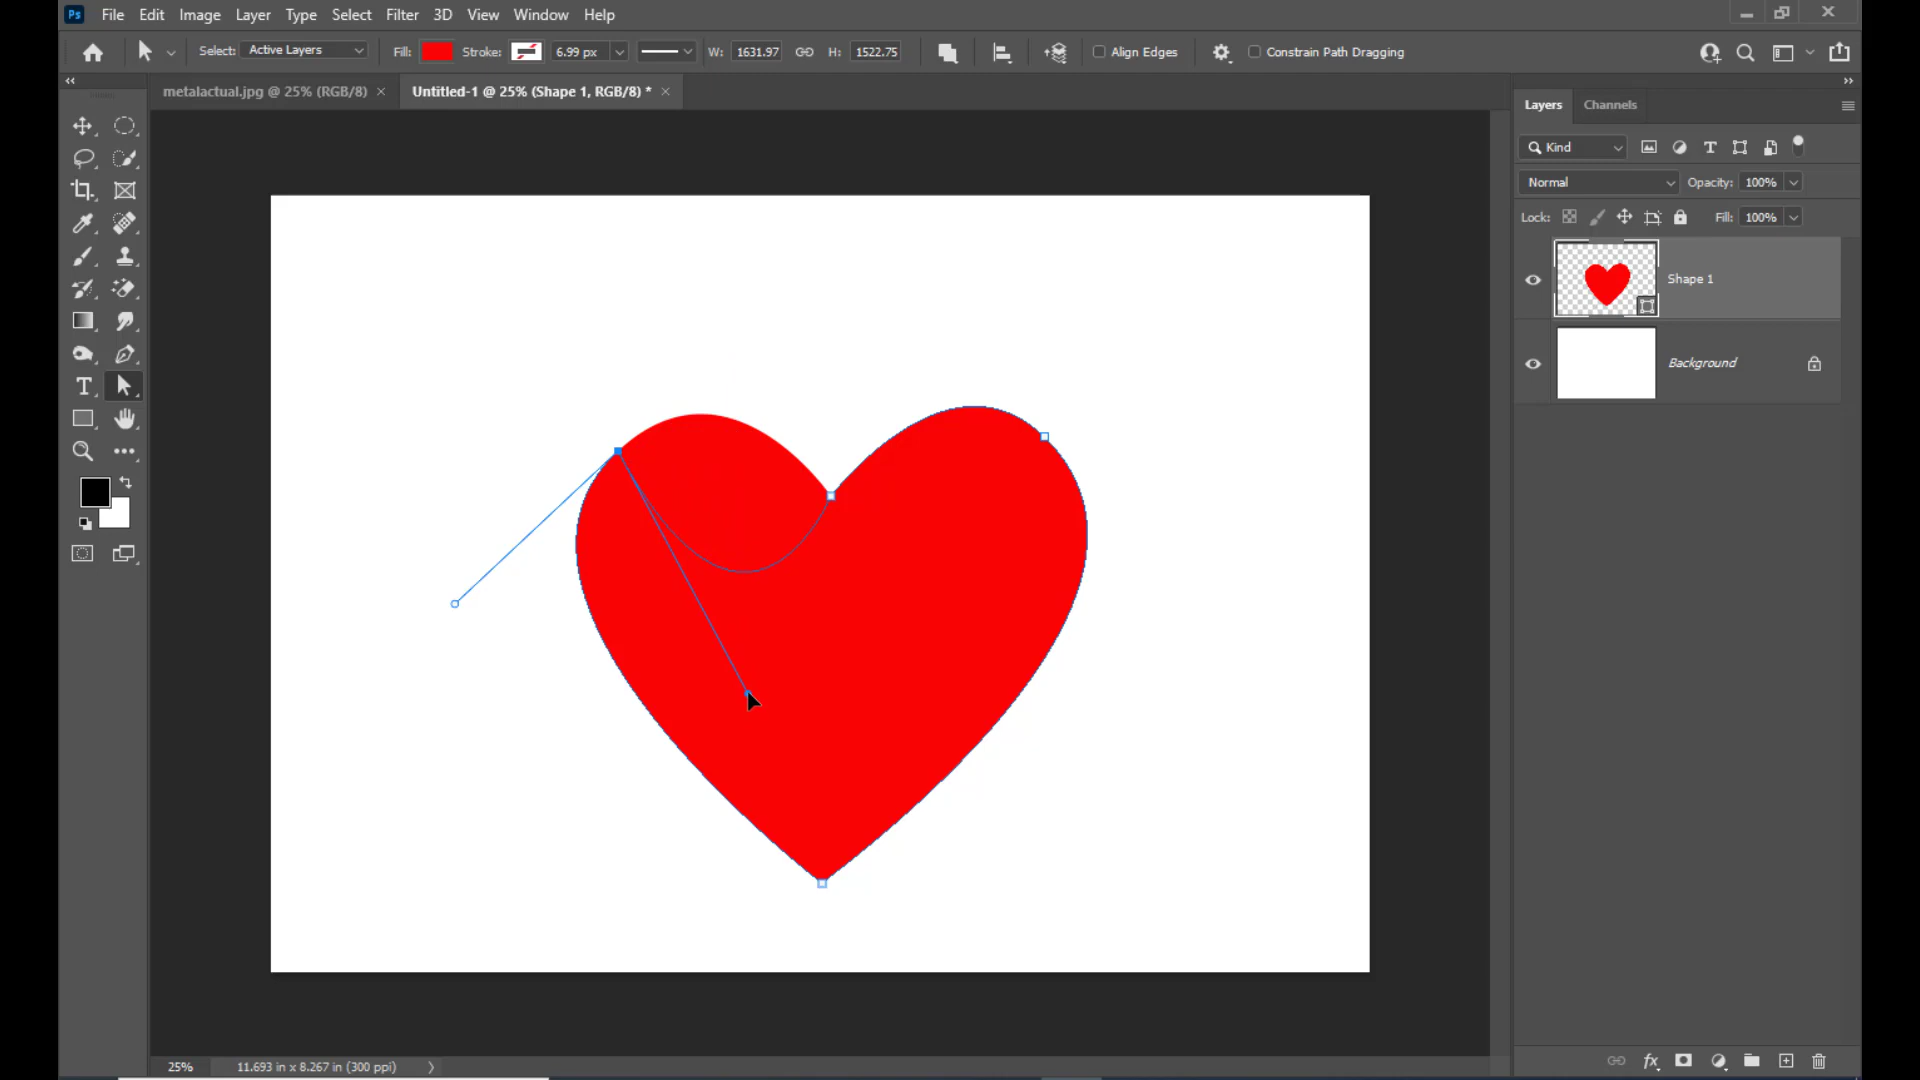 Ps File Edit Image Layer Type Select Filter 3D View Window Help
Select: Active Layers Fill: Stroke: 6.99 px W: 1631.97 H: 1522.75 Align Edges Constrain Path Dragging
metalactual.jpg @ 25% (RGB/8) × Untitled-1 @ 25% (Shape 1, RGB/8) * ×
Layers Channels
Kind
Normal Opacity: 100%
Lock: Fill: 100%
Shape 1
Background
25% 11.693 in x 8.267 in (300 ppi)
fx